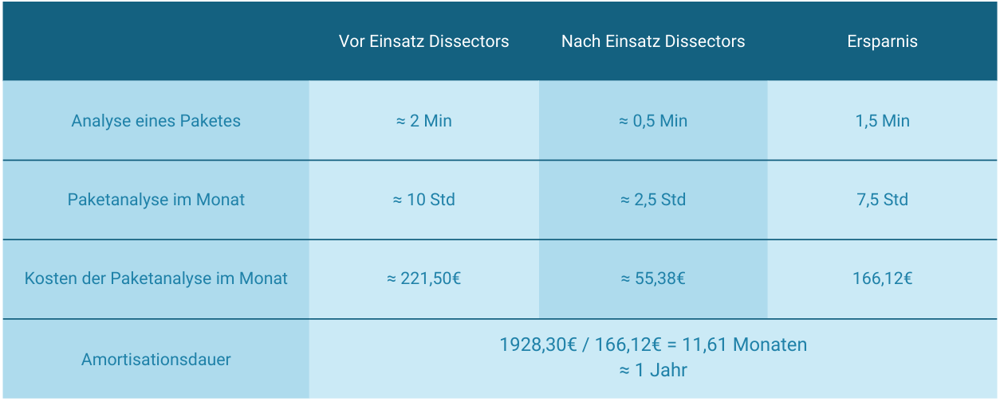 Vor Einsatz Dissectors Nach Einsatz Dissectors Ersparnis
Analyse eines Paketes ≈ 2 Min ≈ 0,5 Min 1,5 Min
Paketanalyse im Monat ≈ 10 Std ≈ 2,5 Std 7,5 Std
Kosten der Paketanalyse im Monat ≈ 221,50€ ≈ 55,38€ 166,12€
Amortisationsdauer 1928,30€ / 166,12€ = 11,61 Monaten
≈ 1 Jahr